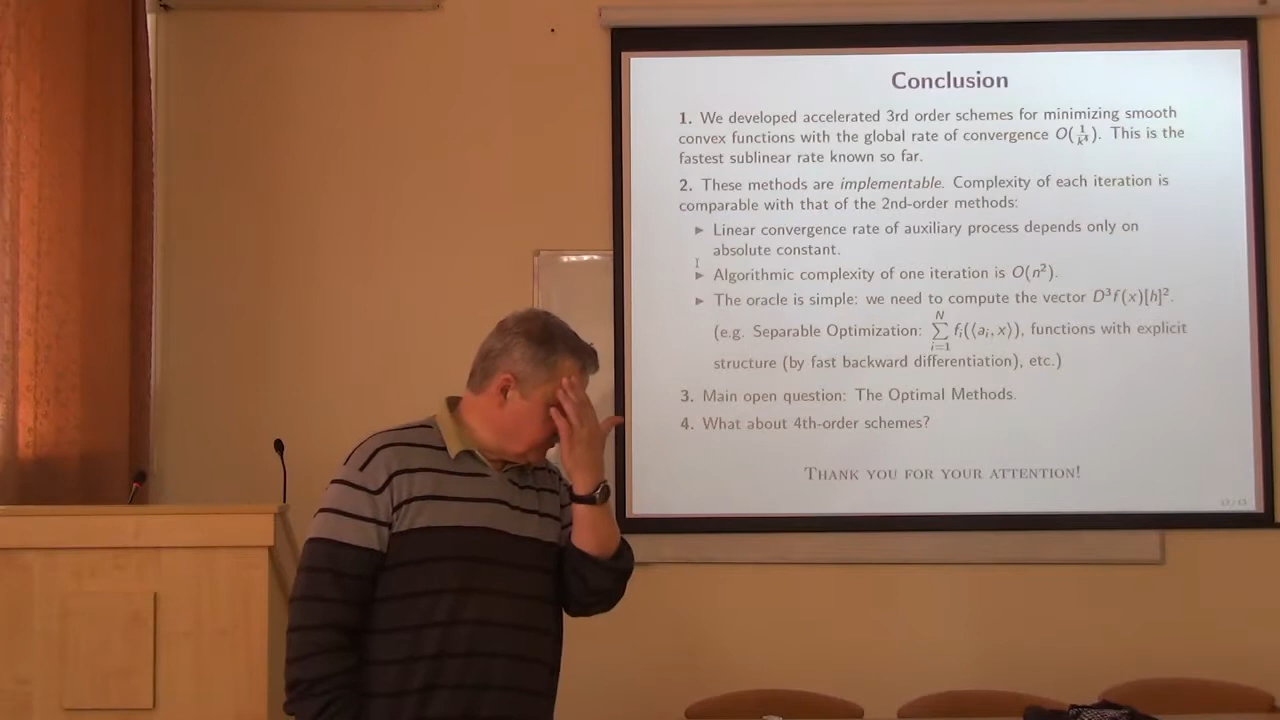 Conclusion
1. We developed accelerated 3rd order schemes for minimizing smooth
convex functions with the global rate of convergence O(1/k⁴). This is the
fastest sublinear rate known so far.
2. These methods are implementable. Complexity of each iteration is
comparable with that of the 2nd-order methods:
▶ Linear convergence rate of auxiliary process depends only on
absolute constant.
▶ Algorithmic complexity of one iteration is O(n²).
▶ The oracle is simple: we need to compute the vector D³f(x)[h]².
(e.g. Separable Optimization: ∑_{i=1}^{N} fᵢ(⟨aᵢ, x⟩), functions with explicit
structure (by fast backward differentiation), etc.)
3. Main open question: The Optimal Methods.
4. What about 4th-order schemes?
THANK YOU FOR YOUR ATTENTION!